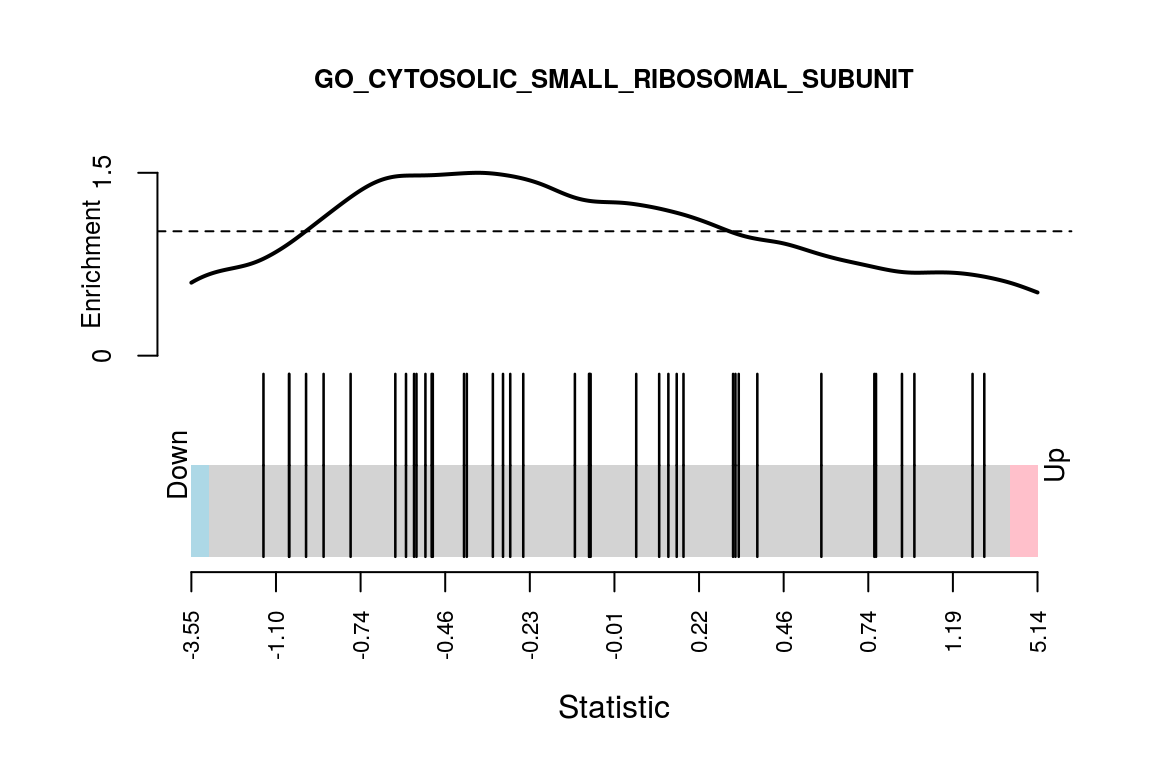 GO_CYTOSOLIC_SMALL_RIBOSOMAL_SUBUNIT
1.5
Enrichment
0
Down
Up
-3.55 -1.10 -0.74 -0.46 -0.23 -0.01 0.22 0.46 0.74 1.19 5.14
Statistic